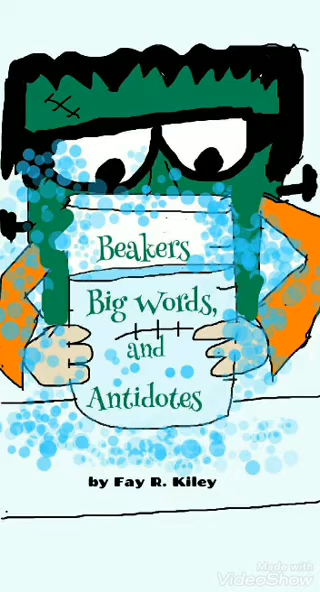 Beakers
Big Words,
and
Antidotes
by Fay R. Kiley
Made with
VideoShow